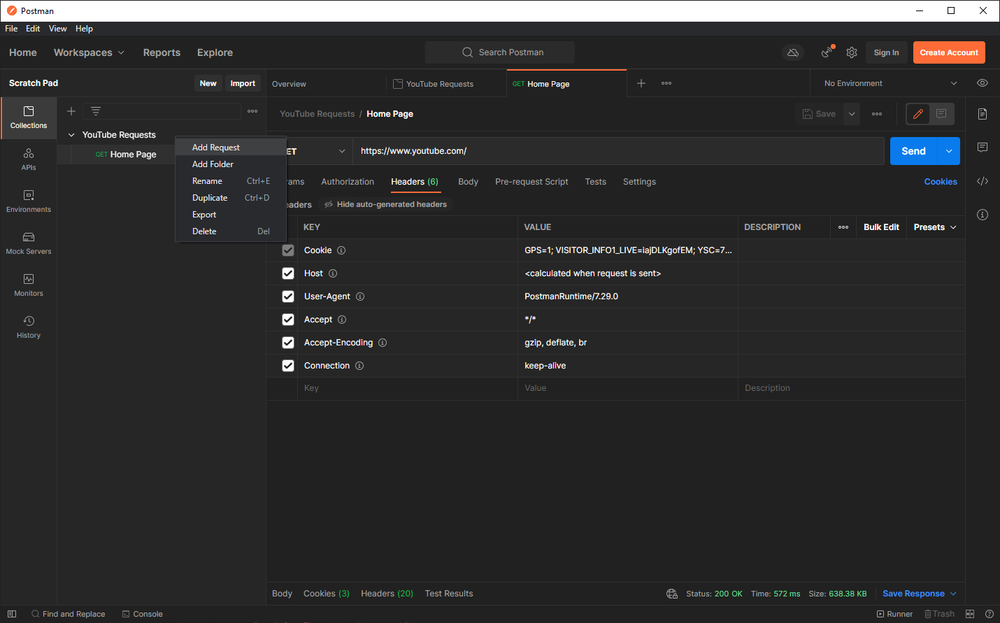 Postman
File Edit View Help
Home Workspaces Reports Explore Search Postman Sign In Create Account
Scratch Pad New Import Overview YouTube Requests GET Home Page No Environment
YouTube Requests / Home Page Save
Collections
APIs
Environments
Mock Servers
Monitors
History
YouTube Requests
GET Home Page
Add Request
Add Folder
Rename Ctrl+E
Duplicate Ctrl+D
Export
Delete Del
ET https://www.youtube.com/ Send
rams Authorization Headers (6) Body Pre-request Script Tests Settings Cookies
eaders Hide auto-generated headers
KEY VALUE DESCRIPTION Bulk Edit Presets
Cookie GPS=1; VISITOR_INFO1_LIVE=iajDLKgofEM; YSC=7...
Host <calculated when request is sent>
User-Agent PostmanRuntime/7.29.0
Accept */*
Accept-Encoding gzip, deflate, br
Connection keep-alive
Key Value Description
Body Cookies (3) Headers (20) Test Results Status: 200 OK Time: 572 ms Size: 638.38 KB Save Response
Find and Replace Console Runner Trash